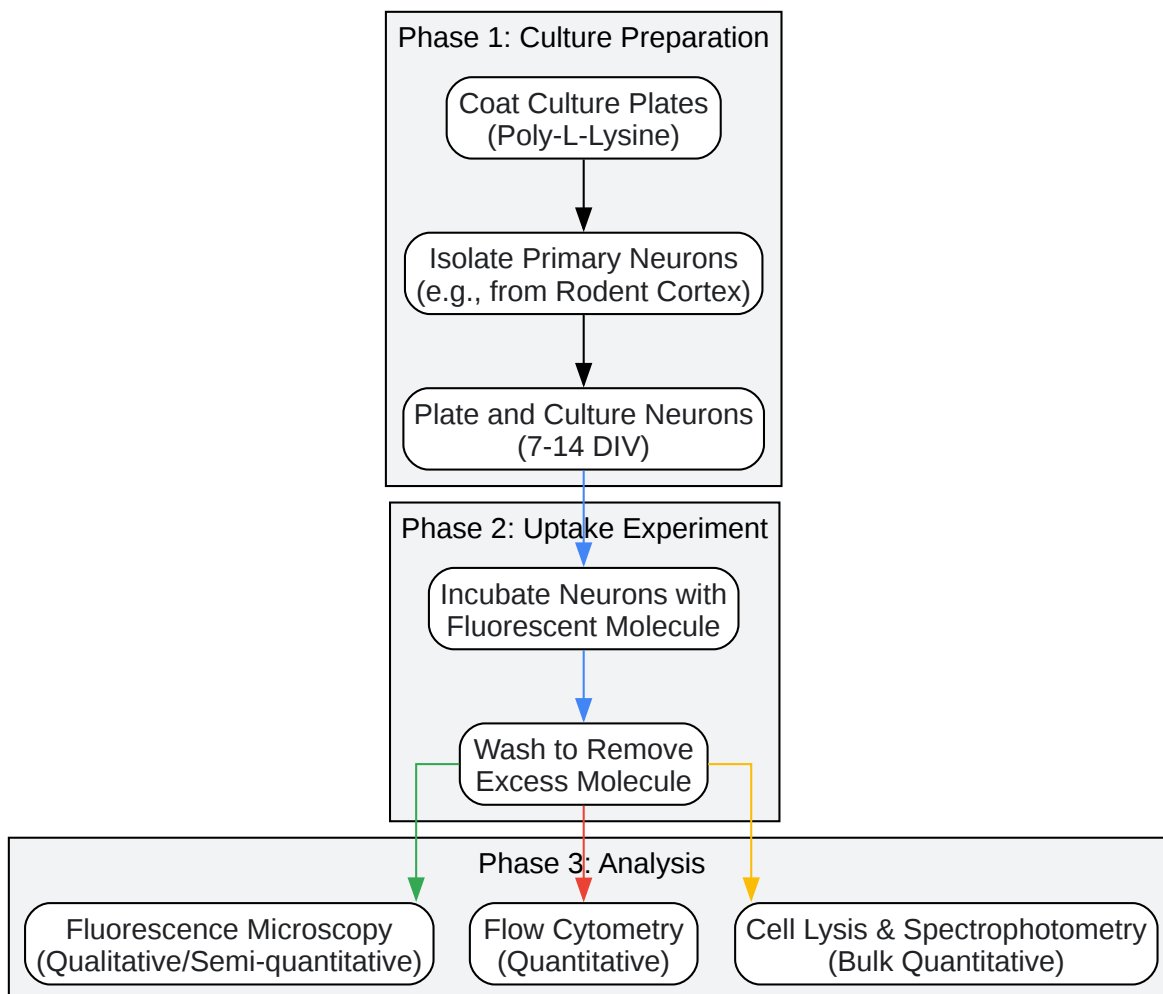 Phase 1: Culture Preparation
Coat Culture Plates
(Poly-L-Lysine)
Isolate Primary Neurons
(e.g., from Rodent Cortex)
Plate and Culture Neurons
(7-14 DIV)
Phase 2: Uptake Experiment
Incubate Neurons with
Fluorescent Molecule
Wash to Remove
Excess Molecule
Phase 3: Analysis
Fluorescence Microscopy
(Qualitative/Semi-quantitative)
Flow Cytometry
(Quantitative)
Cell Lysis & Spectrophotometry
(Bulk Quantitative)